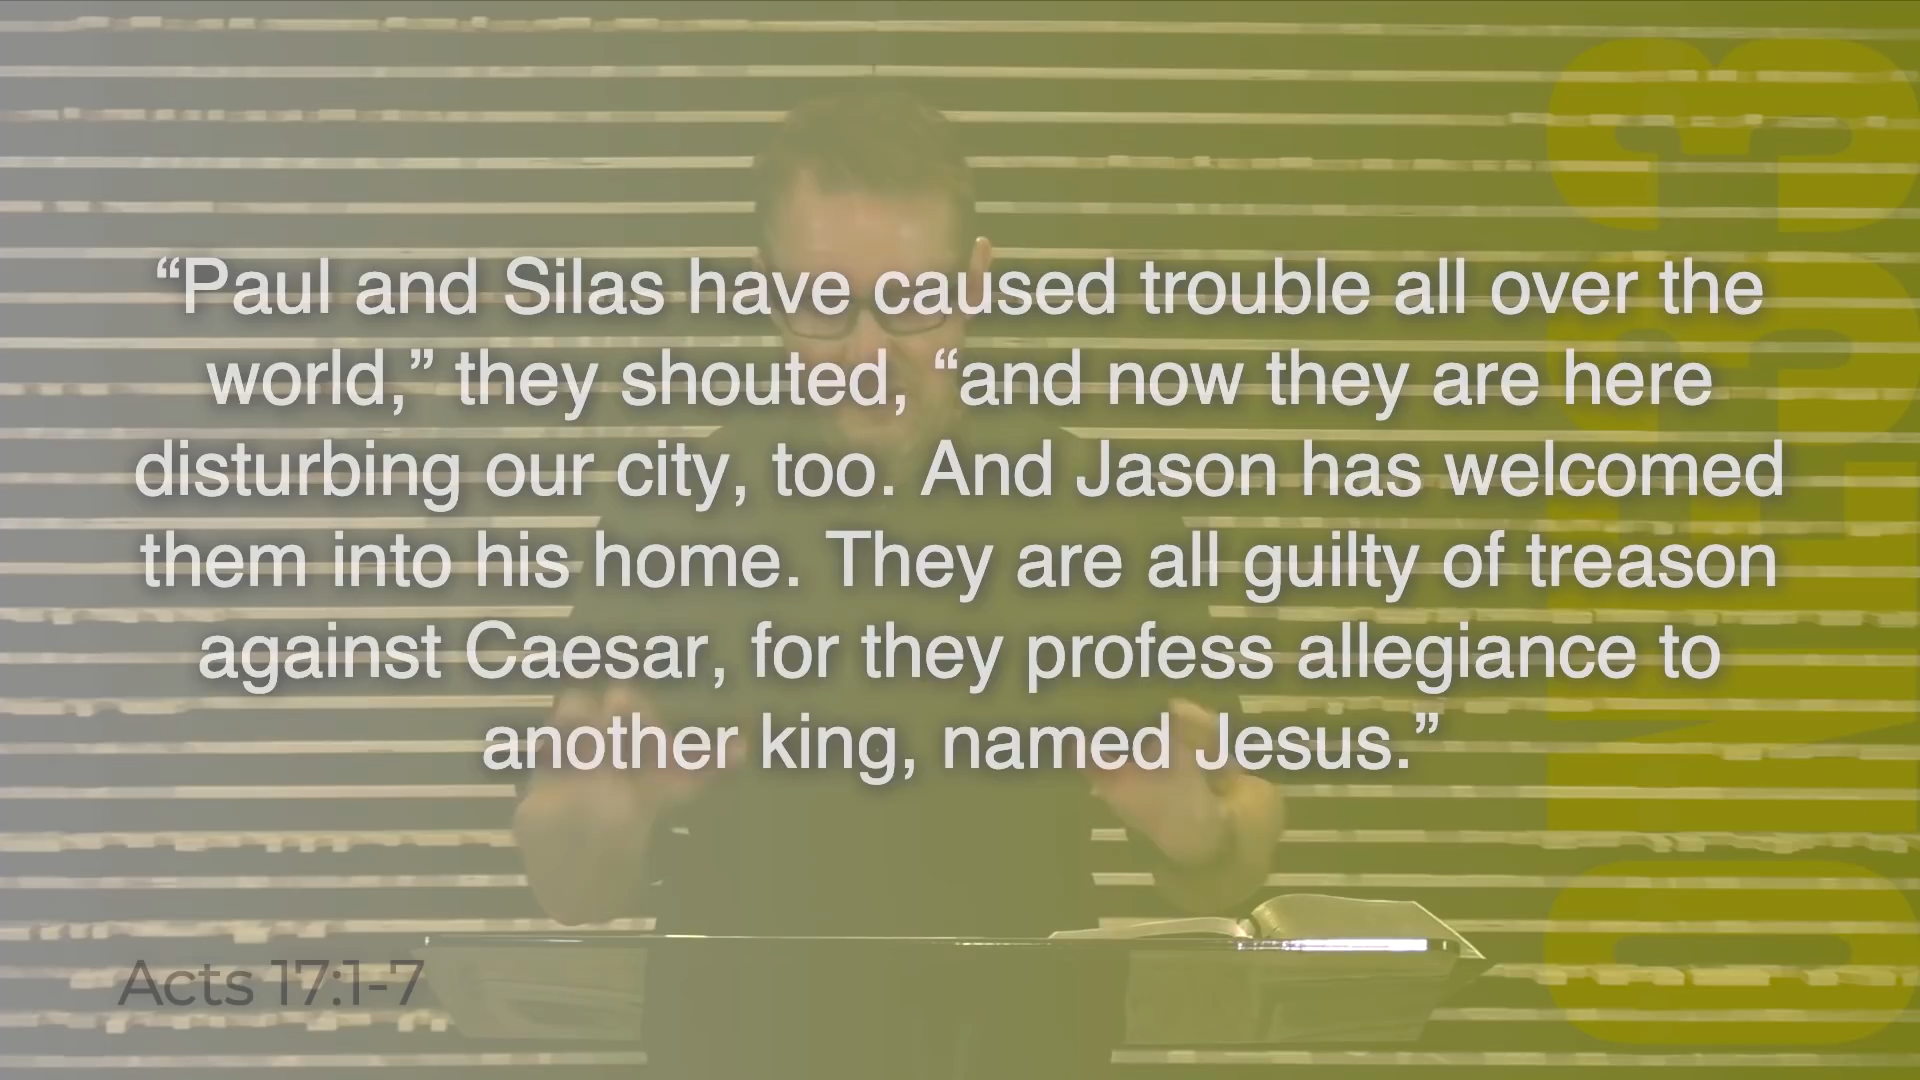 “Paul and Silas have caused trouble all over the
world,” they shouted, “and now they are here
disturbing our city, too. And Jason has welcomed
them into his home. They are all guilty of treason
against Caesar, for they profess allegiance to
another king, named Jesus.”
Acts 17:1-7